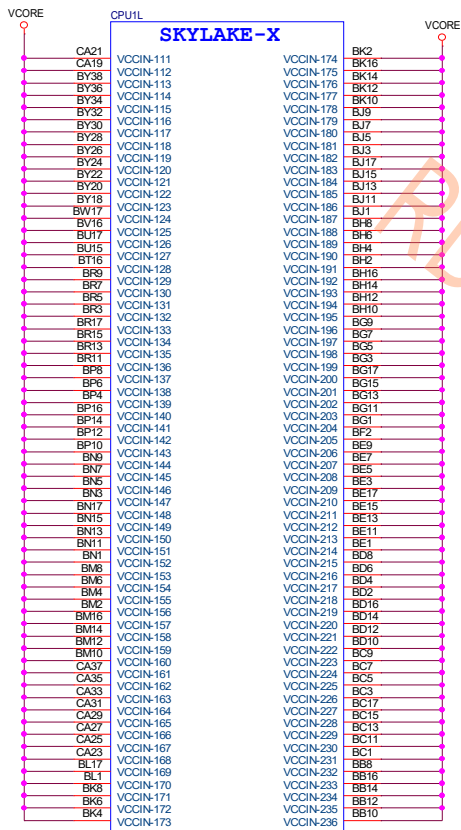 VCORE CPU1L VCORE
SKYLAKE-X
CA21 VCCIN-111 VCCIN-174 BK2
CA19 VCCIN-112 VCCIN-175 BK16
BY38 VCCIN-113 VCCIN-176 BK14
BY36 VCCIN-114 VCCIN-177 BK12
BY34 VCCIN-115 VCCIN-178 BK10
BY32 VCCIN-116 VCCIN-179 BJ9
BY30 VCCIN-117 VCCIN-180 BJ7
BY28 VCCIN-118 VCCIN-181 BJ5
BY26 VCCIN-119 VCCIN-182 BJ3
BY24 VCCIN-120 VCCIN-183 BJ17
BY22 VCCIN-121 VCCIN-184 BJ15
BY20 VCCIN-122 VCCIN-185 BJ13
BY18 VCCIN-123 VCCIN-186 BJ11
BW17 VCCIN-124 VCCIN-187 BJ1
BV16 VCCIN-125 VCCIN-188 BH8
BU17 VCCIN-126 VCCIN-189 BH6
BU15 VCCIN-127 VCCIN-190 BH4
BT16 VCCIN-128 VCCIN-191 BH2
BR9 VCCIN-129 VCCIN-192 BH16
BR7 VCCIN-130 VCCIN-193 BH14
BR5 VCCIN-131 VCCIN-194 BH12
BR3 VCCIN-132 VCCIN-195 BH10
BR17 VCCIN-133 VCCIN-196 BG9
BR15 VCCIN-134 VCCIN-197 BG7
BR13 VCCIN-135 VCCIN-198 BG5
BR11 VCCIN-136 VCCIN-199 BG3
BP8 VCCIN-137 VCCIN-200 BG17
BP6 VCCIN-138 VCCIN-201 BG15
BP4 VCCIN-139 VCCIN-202 BG13
BP16 VCCIN-140 VCCIN-203 BG11
BP14 VCCIN-141 VCCIN-204 BG1
BP12 VCCIN-142 VCCIN-205 BF2
BP10 VCCIN-143 VCCIN-206 BE9
BN9 VCCIN-144 VCCIN-207 BE7
BN7 VCCIN-145 VCCIN-208 BE5
BN5 VCCIN-146 VCCIN-209 BE3
BN3 VCCIN-147 VCCIN-210 BE17
BN17 VCCIN-148 VCCIN-211 BE15
BN15 VCCIN-149 VCCIN-212 BE13
BN13 VCCIN-150 VCCIN-213 BE11
BN11 VCCIN-151 VCCIN-214 BE1
BN1 VCCIN-152 VCCIN-215 BD8
BM8 VCCIN-153 VCCIN-216 BD6
BM6 VCCIN-154 VCCIN-217 BD4
BM4 VCCIN-155 VCCIN-218 BD2
BM2 VCCIN-156 VCCIN-219 BD16
BM16 VCCIN-157 VCCIN-220 BD14
BM14 VCCIN-158 VCCIN-221 BD12
BM12 VCCIN-159 VCCIN-222 BD10
BM10 VCCIN-160 VCCIN-223 BC9
CA37 VCCIN-161 VCCIN-224 BC7
CA35 VCCIN-162 VCCIN-225 BC5
CA33 VCCIN-163 VCCIN-226 BC3
CA31 VCCIN-164 VCCIN-227 BC17
CA29 VCCIN-165 VCCIN-228 BC15
CA27 VCCIN-166 VCCIN-229 BC13
CA25 VCCIN-167 VCCIN-230 BC11
CA23 VCCIN-168 VCCIN-231 BC1
BL17 VCCIN-169 VCCIN-232 BB8
BL1 VCCIN-170 VCCIN-233 BB16
BK8 VCCIN-171 VCCIN-234 BB14
BK6 VCCIN-172 VCCIN-235 BB12
BK4 VCCIN-173 VCCIN-236 BB10